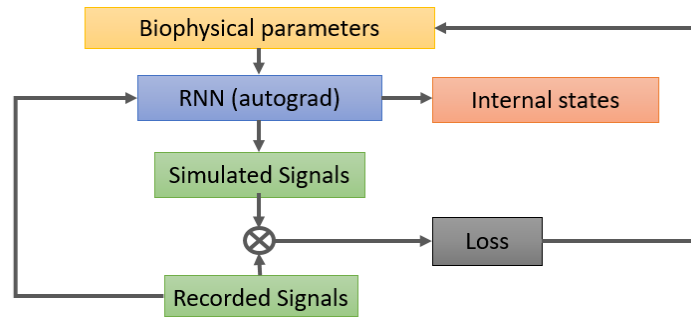 Biophysical parameters
RNN (autograd)
Internal states
Simulated Signals
Loss
Recorded Signals